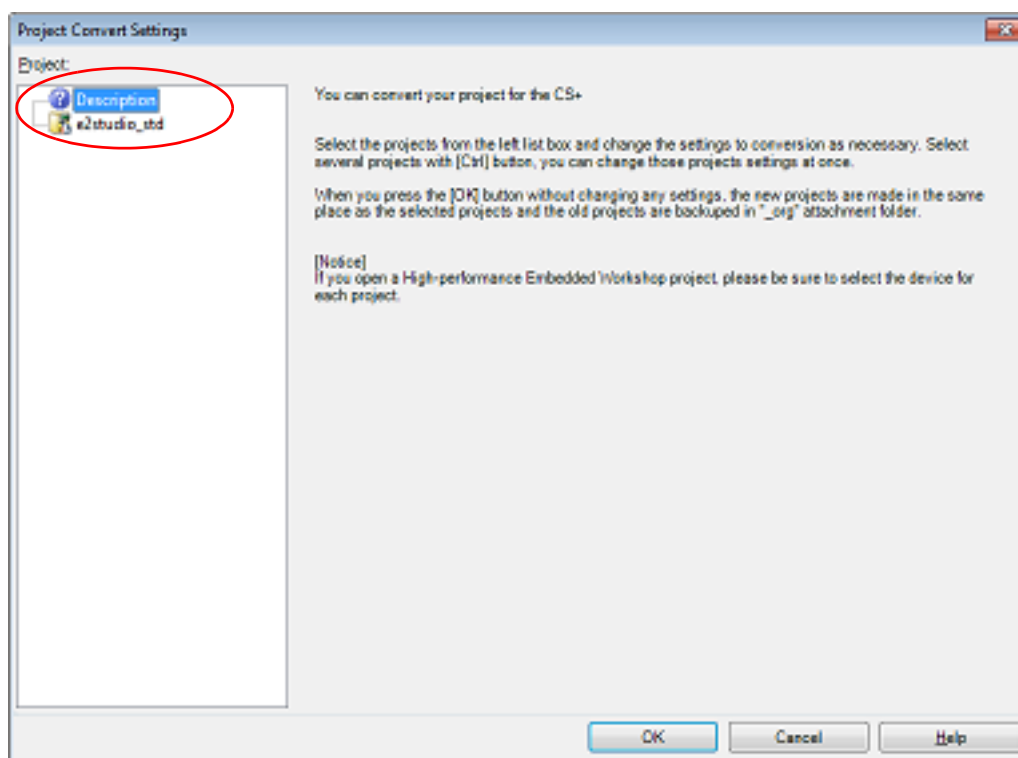 Project Convert Settings
Project:
Description
e2studio_std
You can convert your project for the CS+
Select the projects from the left list box and change the settings to conversion as necessary. Select
several projects with [Ctrl] button, you can change those projects settings at once.
When you press the [OK] button without changing any settings, the new projects are made in the same
place as the selected projects and the old projects are backuped in "_org" attachment folder.
[Notice]
If you open a High-performance Embedded Workshop project, please be sure to select the device for
each project.
OK
Cancel
Help